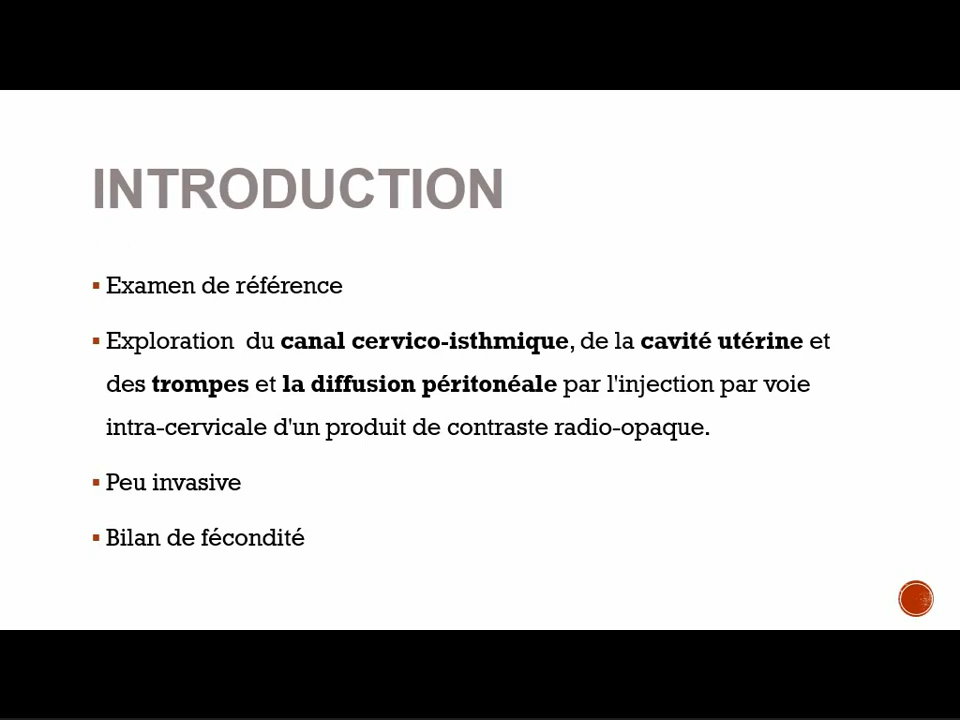 INTRODUCTION
▪ Examen de référence
▪ Exploration du canal cervico-isthmique, de la cavité utérine et
des trompes et la diffusion péritonéale par l'injection par voie
intra-cervicale d'un produit de contraste radio-opaque.
▪ Peu invasive
▪ Bilan de fécondité